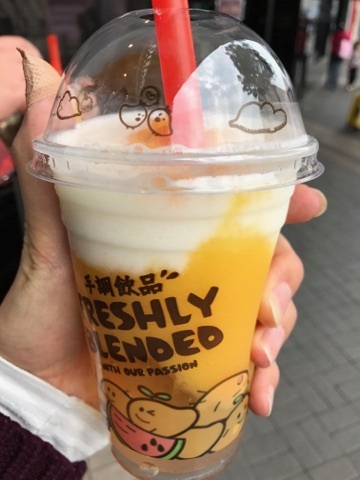 手調飲品
FRESHLY
BLENDED
WITH OUR PASSION